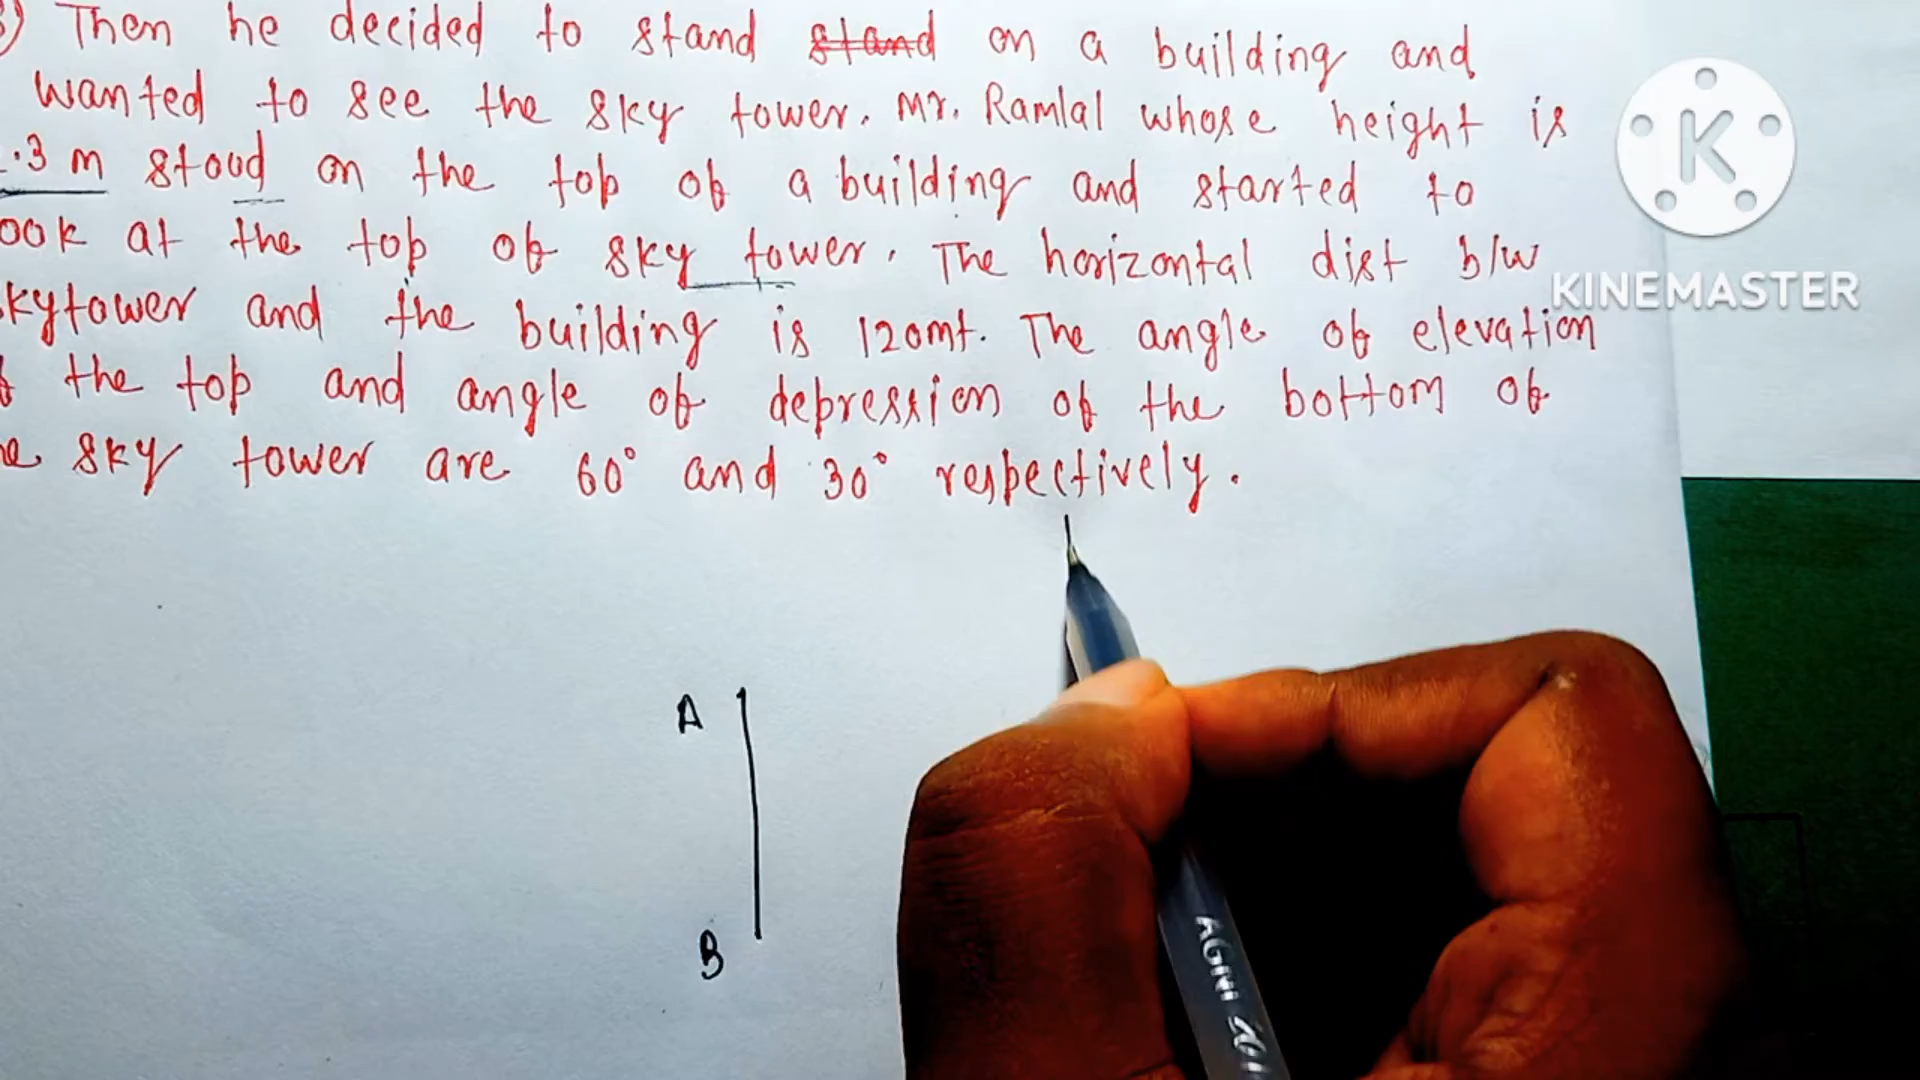 Then he decided to stand stand on a building and
wanted to see the sky tower. Mr. Ramlal whose height is
.3 m stood on the top of a building and started to
ook at the top of sky tower. The horizontal dist b/w
kytower and the building is 120mt. The angle of elevation
the top and angle of depression of the bottom of
e sky tower are 60° and 30° respectively.
A
B
K
KINEMASTER
AGNI